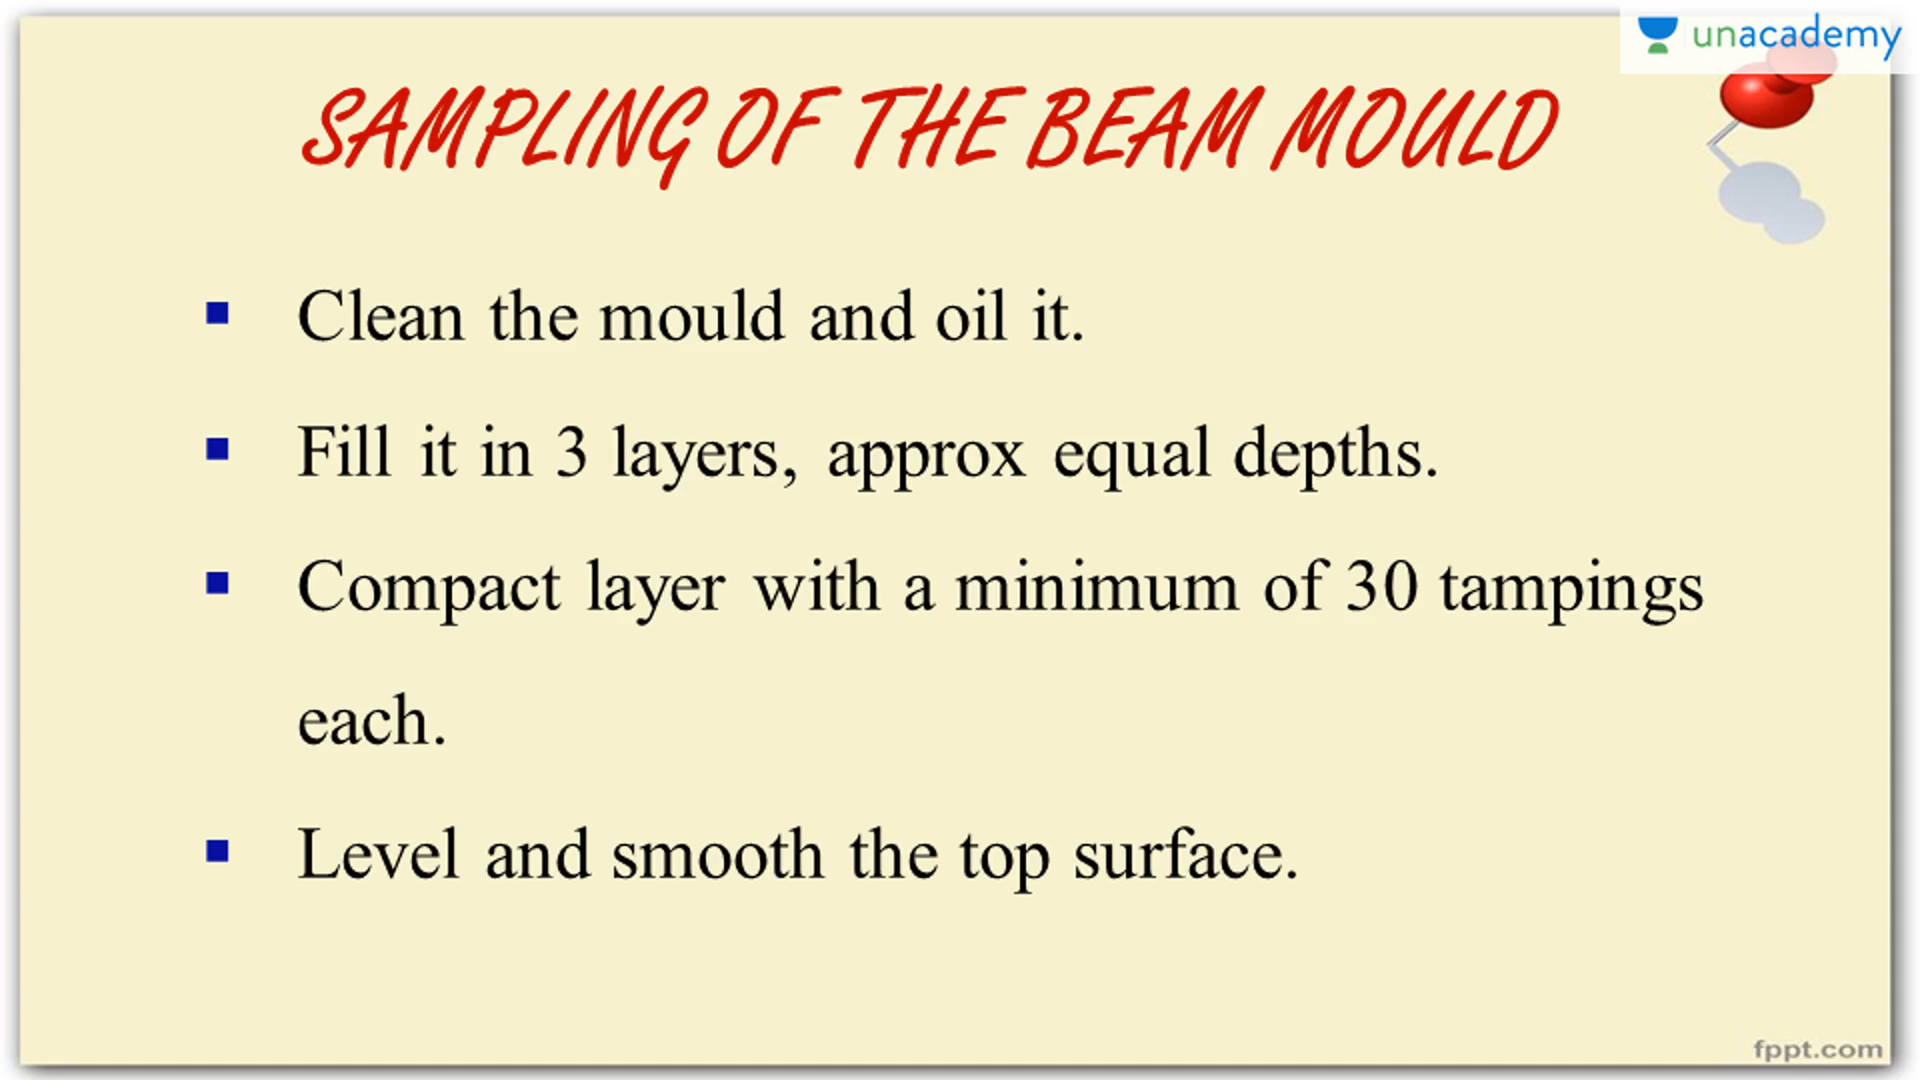 unacademy
SAMPLING OF THE BEAM MOULD
Clean the mould and oil it.
Fill it in 3 layers, approx equal depths.
Compact layer with a minimum of 30 tampings
each.
Level and smooth the top surface.
fppt.com